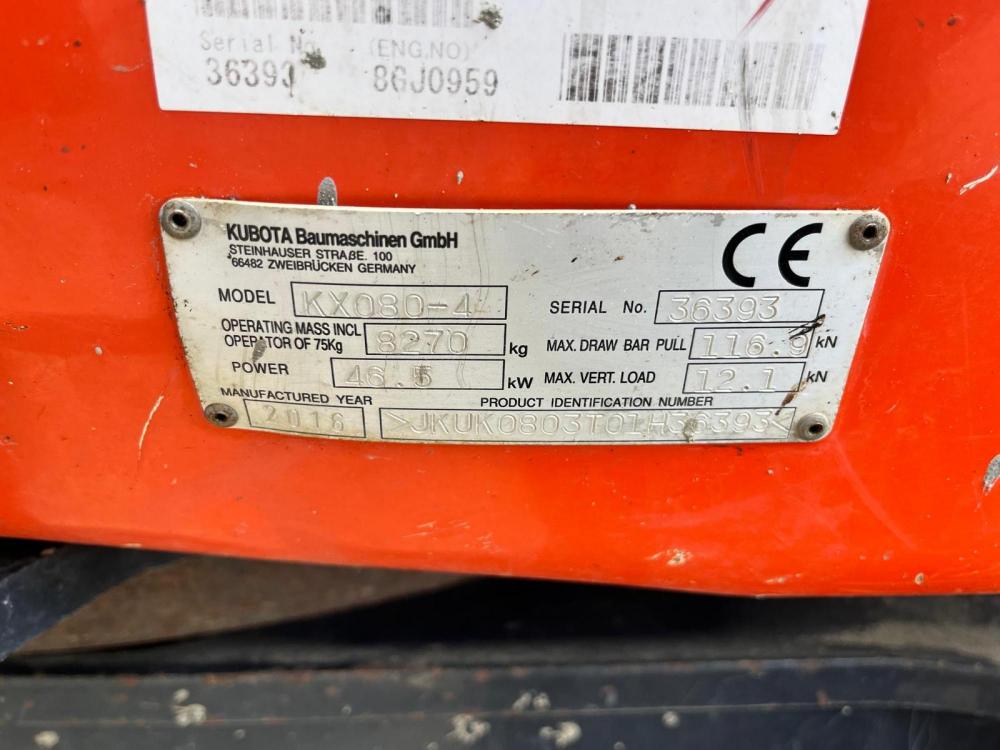 Serial No. (ENG.NO)
36393 8GJ0959
KUBOTA Baumaschinen GmbH
STEINHAUSER STRAßE. 100
66482 ZWEIBRÜCKEN GERMANY
CE
MODEL KX080-4 SERIAL No. 36393
OPERATING MASS INCL OPERATOR OF 75Kg 8270 kg MAX. DRAW BAR PULL 116.9 kN
POWER 46.5 kW MAX. VERT. LOAD 12.1 kN
MANUFACTURED YEAR PRODUCT IDENTIFICATION NUMBER
2016 >JKUK0803T01H36393<